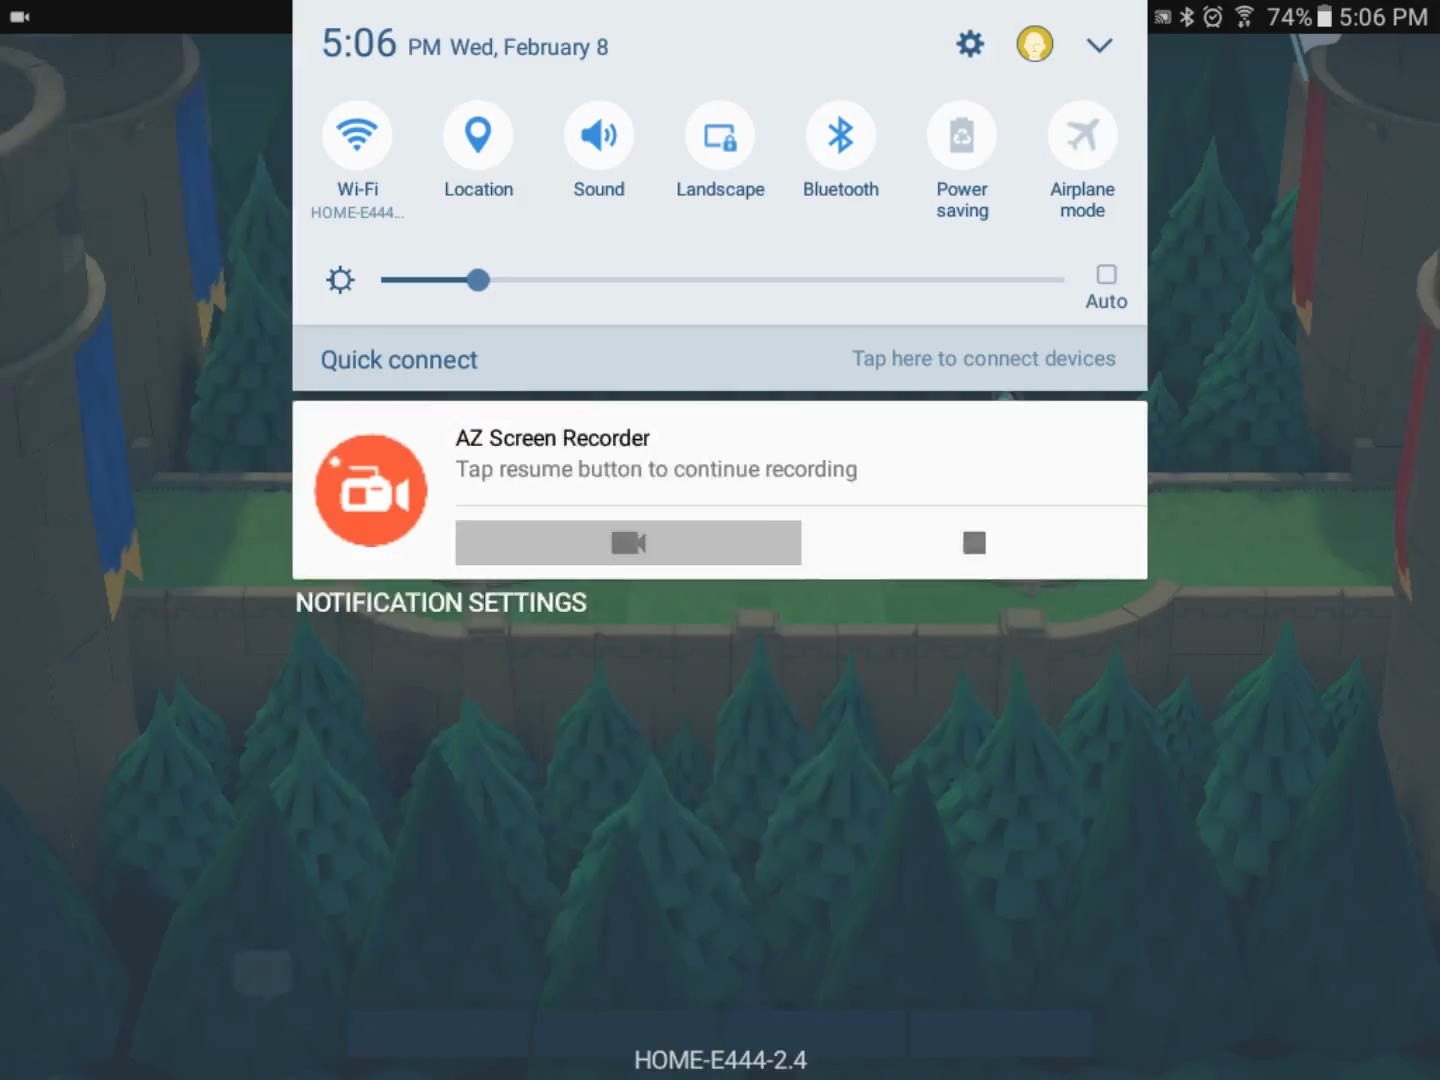 74% 5:06 PM
5:06 PM Wed, February 8
Wi-Fi
HOME-E444...
Location
Sound
Landscape
Bluetooth
Power
saving
Airplane
mode
Auto
Quick connect
Tap here to connect devices
AZ Screen Recorder
Tap resume button to continue recording
NOTIFICATION SETTINGS
HOME-E444-2.4